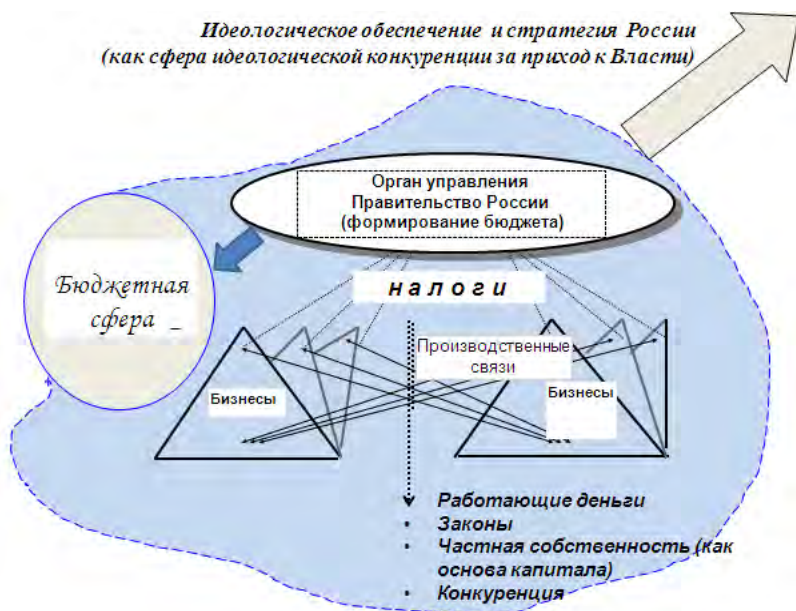 Идеологическое обеспечение и стратегия России
(как сфера идеологической конкуренции за приход к Власти)
Орган управления
Правительство России
(формирование бюджета)
Бюджетная
сфера _
налоги
Производственные
связи
Бизнесы
Бизнесы
• Работающие деньги
• Законы
• Частная собственность (как
основа капитала)
• Конкуренция